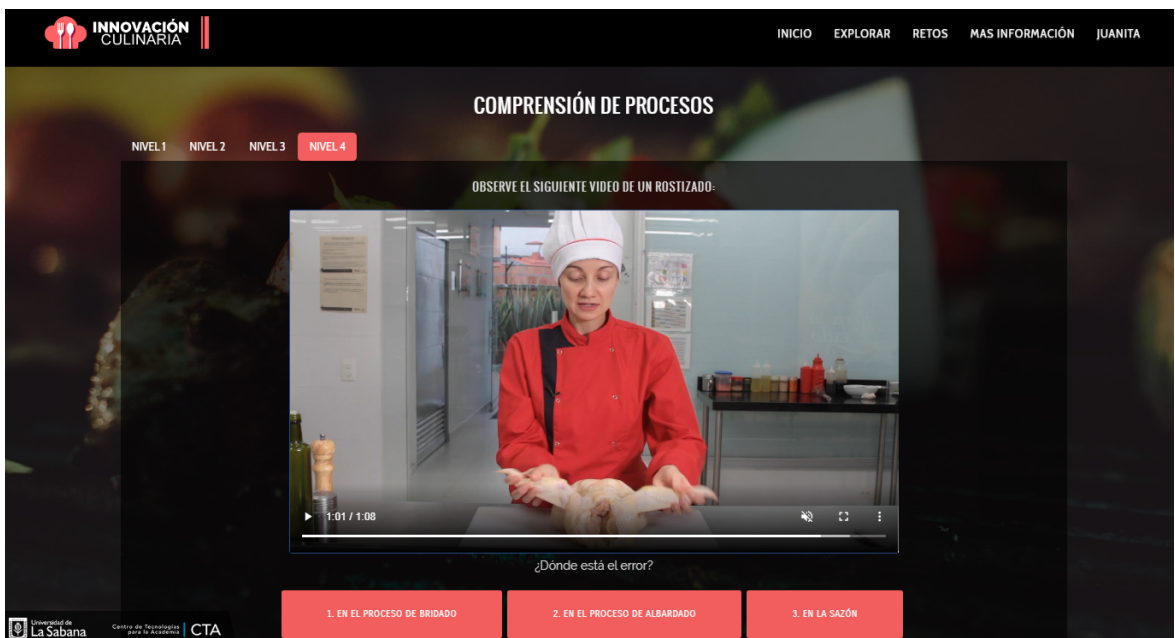 INNOVACIÓN
CULINARIA
INICIO EXPLORAR RETOS MAS INFORMACIÓN JUANITA
COMPRENSIÓN DE PROCESOS
NIVEL 1 NIVEL 2 NIVEL 3 NIVEL 4
OBSERVE EL SIGUIENTE VIDEO DE UN ROSTIZADO:
1:01 / 1:08
¿Dónde está el error?
1. EN EL PROCESO DE BRIDADO 2. EN EL PROCESO DE ALBARDADO 3. EN LA SAZÓN
Universidad de
La Sabana
Centro de Tecnologías
para la Academia
CTA